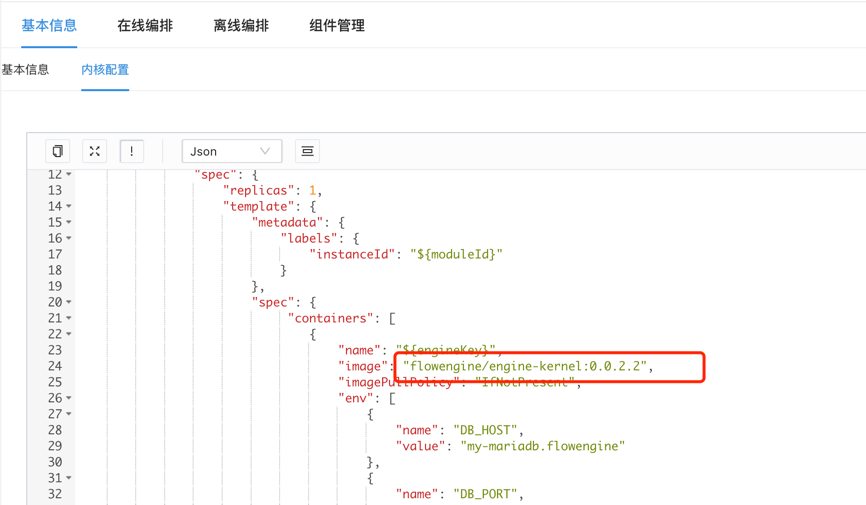 基本信息 在线编排 离线编排 组件管理
基本信息 内核配置
! Json
12 "spec": {
13 "replicas": 1,
14 "template": {
15 "metadata": {
16 "labels": {
17 "instanceId": "${moduleId}"
18 }
19 },
20 "spec": {
21 "containers": [
22 {
23 "name": "${engineKey}",
24 "image": "flowengine/engine-kernel:0.0.2.2",
25 "imagePullPolicy": "IfNotPresent",
26 "env": [
27 {
28 "name": "DB_HOST",
29 "value": "my-mariadb.flowengine"
30 },
31 {
32 "name": "DB_PORT",